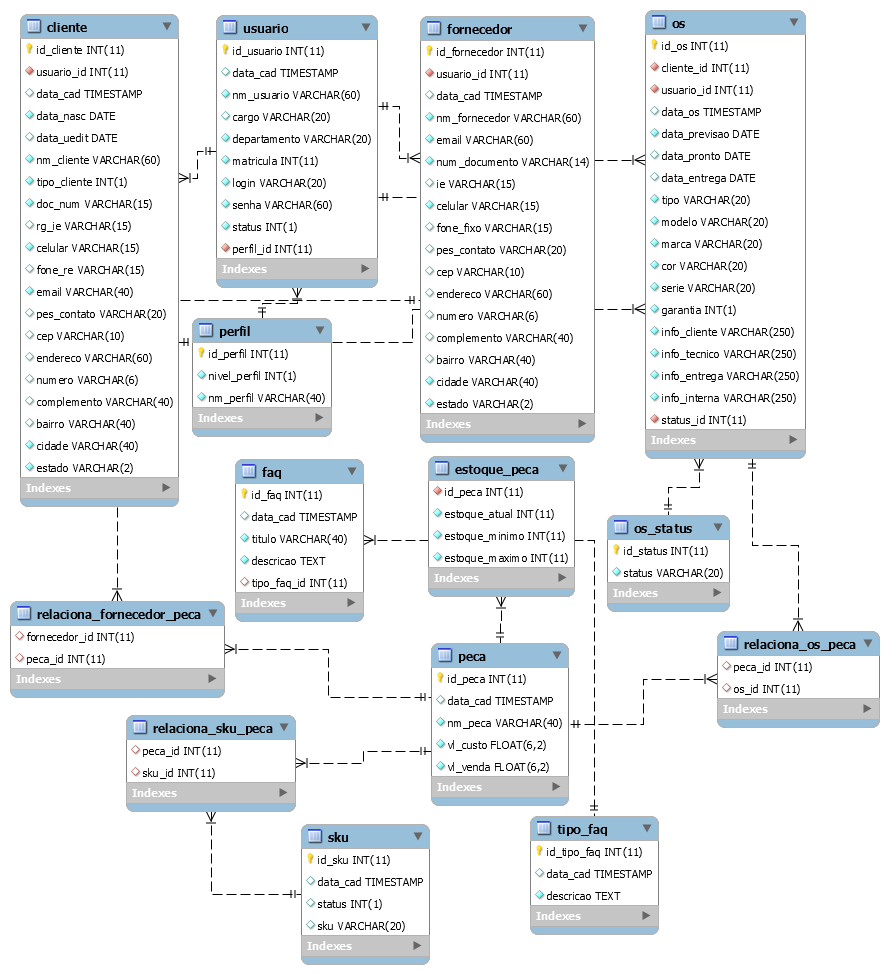 cliente
id_cliente INT(11)
usuario_id INT(11)
data_cad TIMESTAMP
data_nasc DATE
data_uedit DATE
nm_cliente VARCHAR(60)
tipo_cliente INT(1)
doc_num VARCHAR(15)
rg_ie VARCHAR(15)
celular VARCHAR(15)
fone_re VARCHAR(15)
email VARCHAR(40)
pes_contato VARCHAR(20)
cep VARCHAR(10)
endereco VARCHAR(60)
numero VARCHAR(6)
complemento VARCHAR(40)
bairro VARCHAR(40)
cidade VARCHAR(40)
estado VARCHAR(2)
Indexes
usuario
id_usuario INT(11)
data_cad TIMESTAMP
nm_usuario VARCHAR(60)
cargo VARCHAR(20)
departamento VARCHAR(20)
matricula INT(11)
login VARCHAR(20)
senha VARCHAR(60)
status INT(1)
perfil_id INT(11)
Indexes
fornecedor
id_fornecedor INT(11)
usuario_id INT(11)
data_cad TIMESTAMP
nm_fornecedor VARCHAR(60)
email VARCHAR(60)
num_documento VARCHAR(14)
ie VARCHAR(15)
celular VARCHAR(15)
fone_fixo VARCHAR(15)
pes_contato VARCHAR(20)
cep VARCHAR(10)
endereco VARCHAR(60)
numero VARCHAR(6)
complemento VARCHAR(40)
bairro VARCHAR(40)
cidade VARCHAR(40)
estado VARCHAR(2)
Indexes
os
id_os INT(11)
cliente_id INT(11)
usuario_id INT(11)
data_os TIMESTAMP
data_previsao DATE
data_pronto DATE
data_entrega DATE
tipo VARCHAR(20)
modelo VARCHAR(20)
marca VARCHAR(20)
cor VARCHAR(20)
serie VARCHAR(20)
garantia INT(1)
info_cliente VARCHAR(250)
info_tecnico VARCHAR(250)
info_entrega VARCHAR(250)
info_interna VARCHAR(250)
status_id INT(11)
Indexes
perfil
id_perfil INT(11)
nivel_perfil INT(1)
nm_perfil VARCHAR(40)
Indexes
faq
id_faq INT(11)
data_cad TIMESTAMP
titulo VARCHAR(40)
descricao TEXT
tipo_faq_id INT(11)
Indexes
estoque_peca
id_peca INT(11)
estoque_atual INT(11)
estoque_minimo INT(11)
estoque_maximo INT(11)
Indexes
os_status
id_status INT(11)
status VARCHAR(20)
Indexes
relaciona_fornecedor_peca
fornecedor_id INT(11)
peca_id INT(11)
Indexes
peca
id_peca INT(11)
data_cad TIMESTAMP
nm_peca VARCHAR(40)
vl_custo FLOAT(6,2)
vl_venda FLOAT(6,2)
Indexes
relaciona_os_peca
peca_id INT(11)
os_id INT(11)
Indexes
relaciona_sku_peca
peca_id INT(11)
sku_id INT(11)
Indexes
sku
id_sku INT(11)
data_cad TIMESTAMP
status INT(1)
sku VARCHAR(20)
Indexes
tipo_faq
id_tipo_faq INT(11)
data_cad TIMESTAMP
descricao TEXT
Indexes